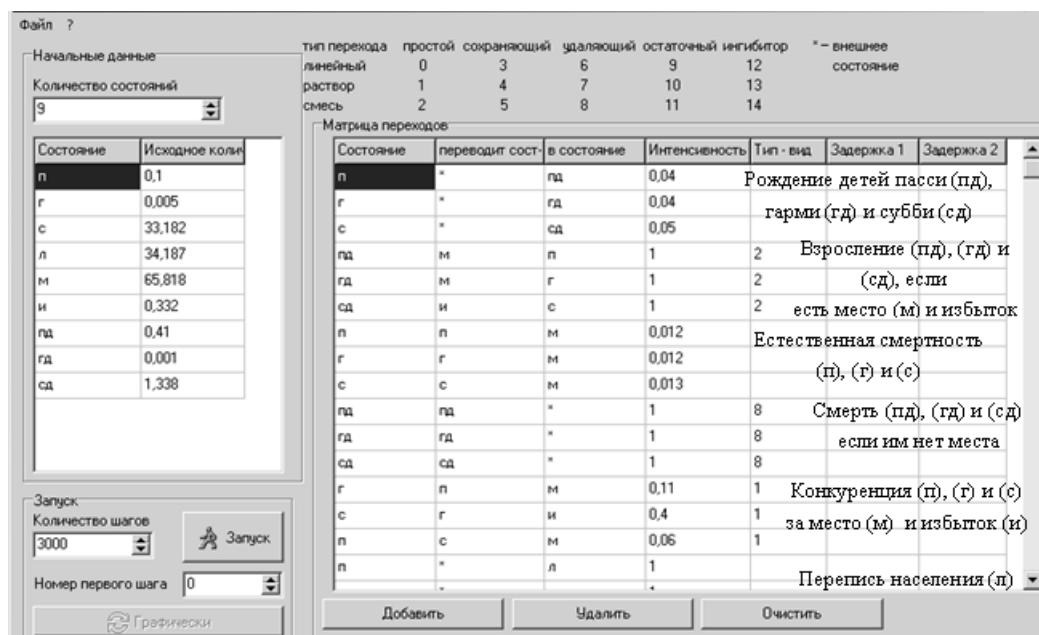 Файл ?
тип перехода простой сохраняющий удаляющий остаточный ингибитор * – внешнее
линейный 0 3 6 9 12 состояние
раствор 1 4 7 10 13
смесь 2 5 8 11 14
Начальные данные
Количество состояний
9
Состояние Исходное колич
п 0,1
г 0,005
с 33,182
л 34,187
м 65,818
и 0,332
пд 0,41
гд 0,001
сд 1,338
Запуск
Количество шагов
3000 Запуск
Номер первого шага 0
Графически
Матрица переходов
Состояние переводит сост- в состояние Интенсивность Тип - вид Задержка 1 Задержка 2
п * пд 0,04
г * гд 0,04
с * сд 0,05
пд м п 1 2
гд м г 1 2
сд и с 1 2
п п м 0,012
г г м 0,012
с с м 0,013
пд пд * 1 8
гд гд * 1 8
сд сд * 1 8
г п м 0,11 1
с г и 0,4 1
п с м 0,06 1
п * л 1
Рождение детей пасси (пд),
гарми (гд) и субби (сд)
Взросление (пд), (гд) и
(сд), если
есть место (м) и избыток
Естественная смертность
(п), (г) и (с)
Смерть (пд), (гд) и (сд)
если им нет места
Конкуренция (п), (г) и (с)
за место (м) и избыток (и)
Перепись населения (л)
Добавить Удалить Очистить